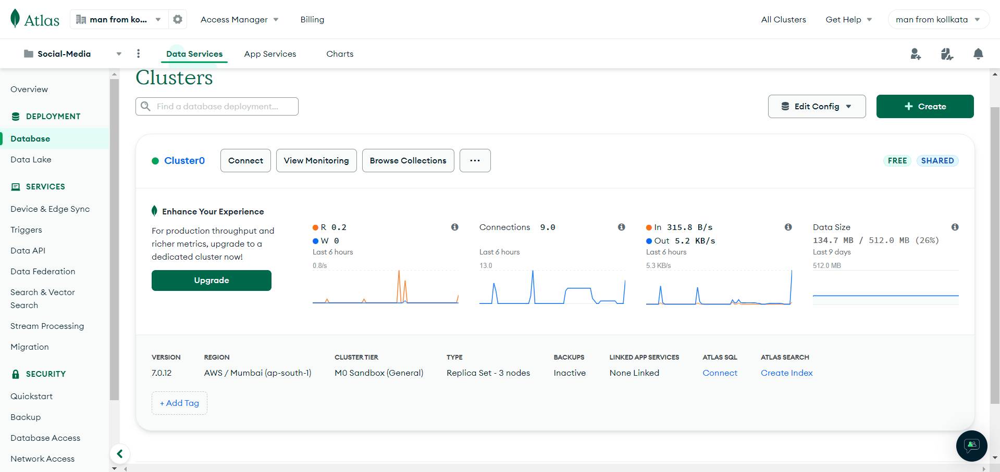 Atlas
man from ko...
Access Manager
Billing
All Clusters
Get Help
man from kollkata
Social-Media
Data Services
App Services
Charts
Overview
DEPLOYMENT
Database
Data Lake
SERVICES
Device & Edge Sync
Triggers
Data API
Data Federation
Search & Vector
Search
Stream Processing
Migration
SECURITY
Quickstart
Backup
Database Access
Network Access
Clusters
Find a database deployment...
Edit Config
+ Create
Cluster0
Connect
View Monitoring
Browse Collections
...
FREE
SHARED
Enhance Your Experience
For production throughput and
richer metrics, upgrade to a
dedicated cluster now!
Upgrade
R 0.2
W 0
Last 6 hours
0.8/s
Connections 9.0
Last 6 hours
13.0
In 315.8 B/s
Out 5.2 KB/s
Last 6 hours
5.3 KB/s
Data Size
134.7 MB / 512.0 MB (26%)
Last 9 days
512.0 MB
VERSION
7.0.12
REGION
AWS / Mumbai (ap-south-1)
CLUSTER TIER
M0 Sandbox (General)
TYPE
Replica Set - 3 nodes
BACKUPS
Inactive
LINKED APP SERVICES
None Linked
ATLAS SQL
Connect
ATLAS SEARCH
Create Index
+ Add Tag